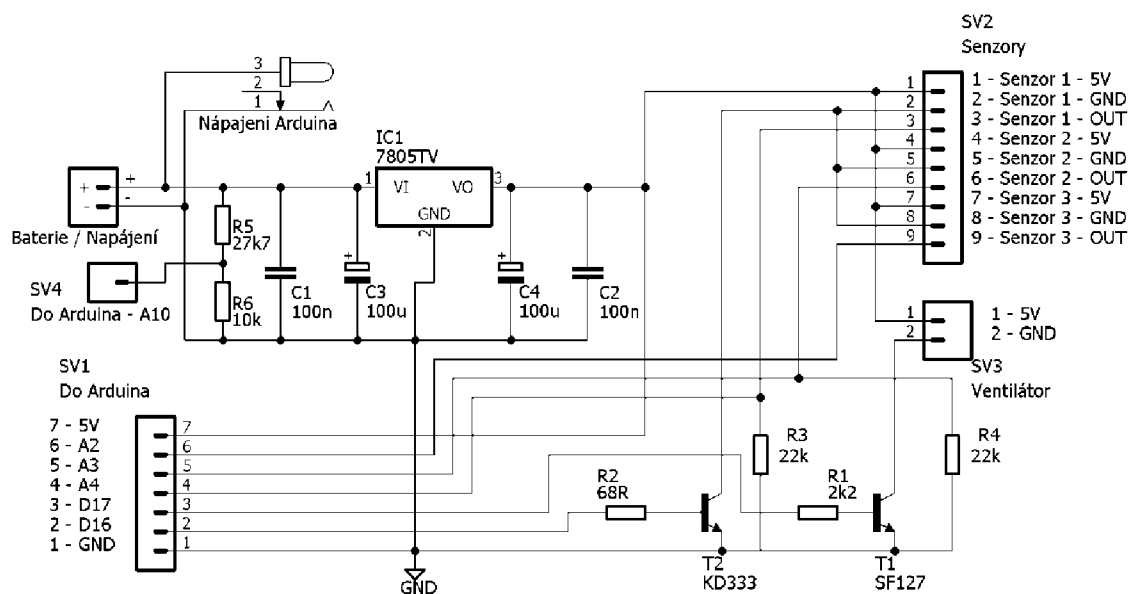 SV2
Senzory
1 - Senzor 1 - 5V
2 - Senzor 1 - GND
3 - Senzor 1 - OUT
4 - Senzor 2 - 5V
5 - Senzor 2 - GND
6 - Senzor 2 - OUT
7 - Senzor 3 - 5V
8 - Senzor 3 - GND
9 - Senzor 3 - OUT
1
2
3
4
5
6
7
8
9
3
2
1
Nápajeni Arduina
IC1
7805TV
1
VI
VO
3
GND
2
+
-
+
-
Baterie / Napájení
R5
27k7
R6
10k
SV4
Do Arduina - A10
C1
100n
+
C3
100u
+
C4
100u
C2
100n
1
2
1 - 5V
2 - GND
SV3
Ventilátor
SV1
Do Arduina
7 - 5V
6 - A2
5 - A3
4 - A4
3 - D17
2 - D16
1 - GND
7
6
5
4
3
2
1
R2
68R
R3
22k
R1
2k2
R4
22k
T2
KD333
T1
SF127
GND